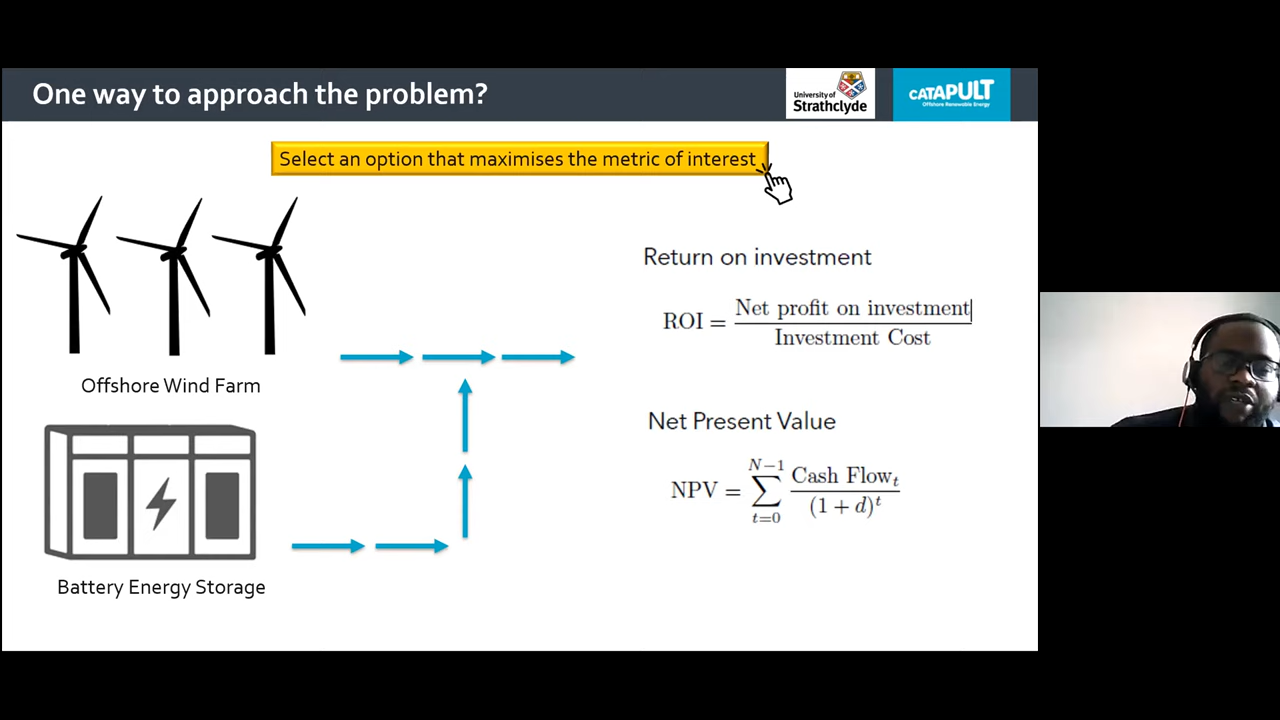 One way to approach the problem?
University of
Strathclyde
CATAPULT
Offshore Renewable Energy
Select an option that maximises the metric of interest
Return on investment
ROI = Net profit on investment / Investment Cost
Offshore Wind Farm
Net Present Value
NPV = ∑_{t=0}^{N−1} Cash Flow_t / (1 + d)^t
Battery Energy Storage